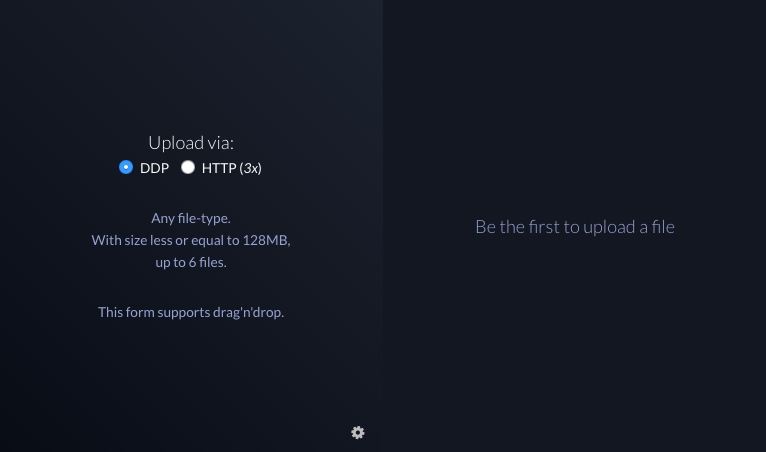 Upload via:
DDP HTTP (3x)
Any file-type.
With size less or equal to 128MB,
up to 6 files.
This form supports drag'n'drop.
Be the first to upload a file